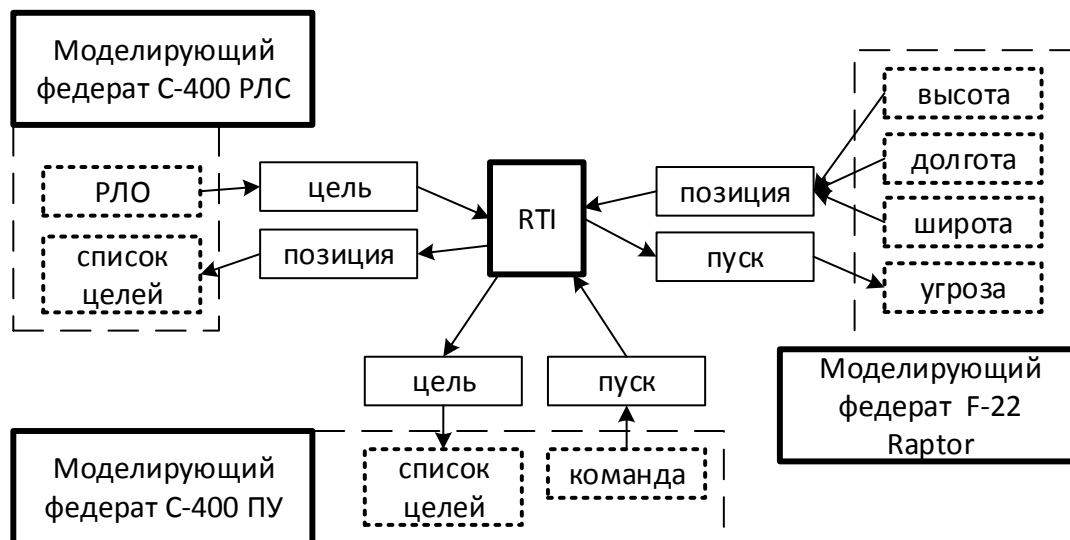 Моделирующий
федерат С-400 РЛС
РЛО
список
целей
цель
позиция
RTI
позиция
пуск
высота
долгота
широта
угроза
Моделирующий
федерат F-22
Raptor
цель
пуск
Моделирующий
федерат С-400 ПУ
список
целей
команда